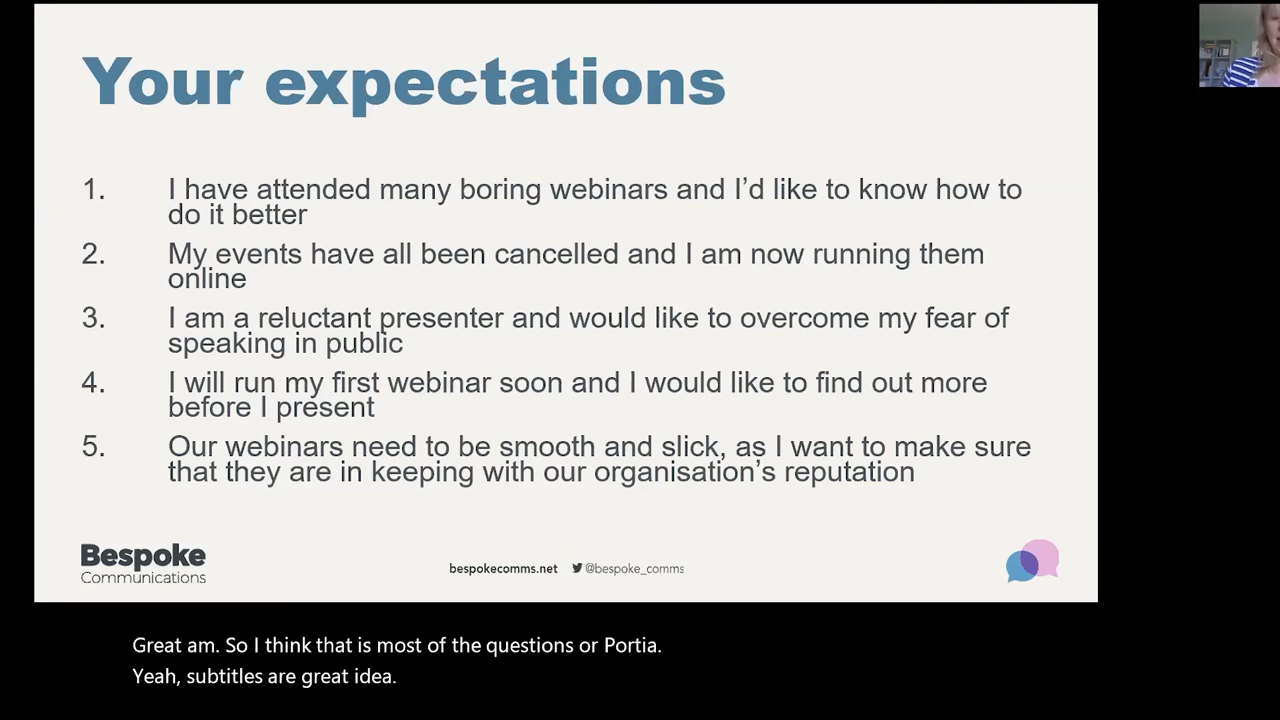 Your expectations
1. I have attended many boring webinars and I’d like to know how to
do it better
2. My events have all been cancelled and I am now running them
online
3. I am a reluctant presenter and would like to overcome my fear of
speaking in public
4. I will run my first webinar soon and I would like to find out more
before I present
5. Our webinars need to be smooth and slick, as I want to make sure
that they are in keeping with our organisation’s reputation
Bespoke
Communications
bespokecomms.net @bespoke_comms
Great am. So I think that is most of the questions or Portia.
Yeah, subtitles are great idea.